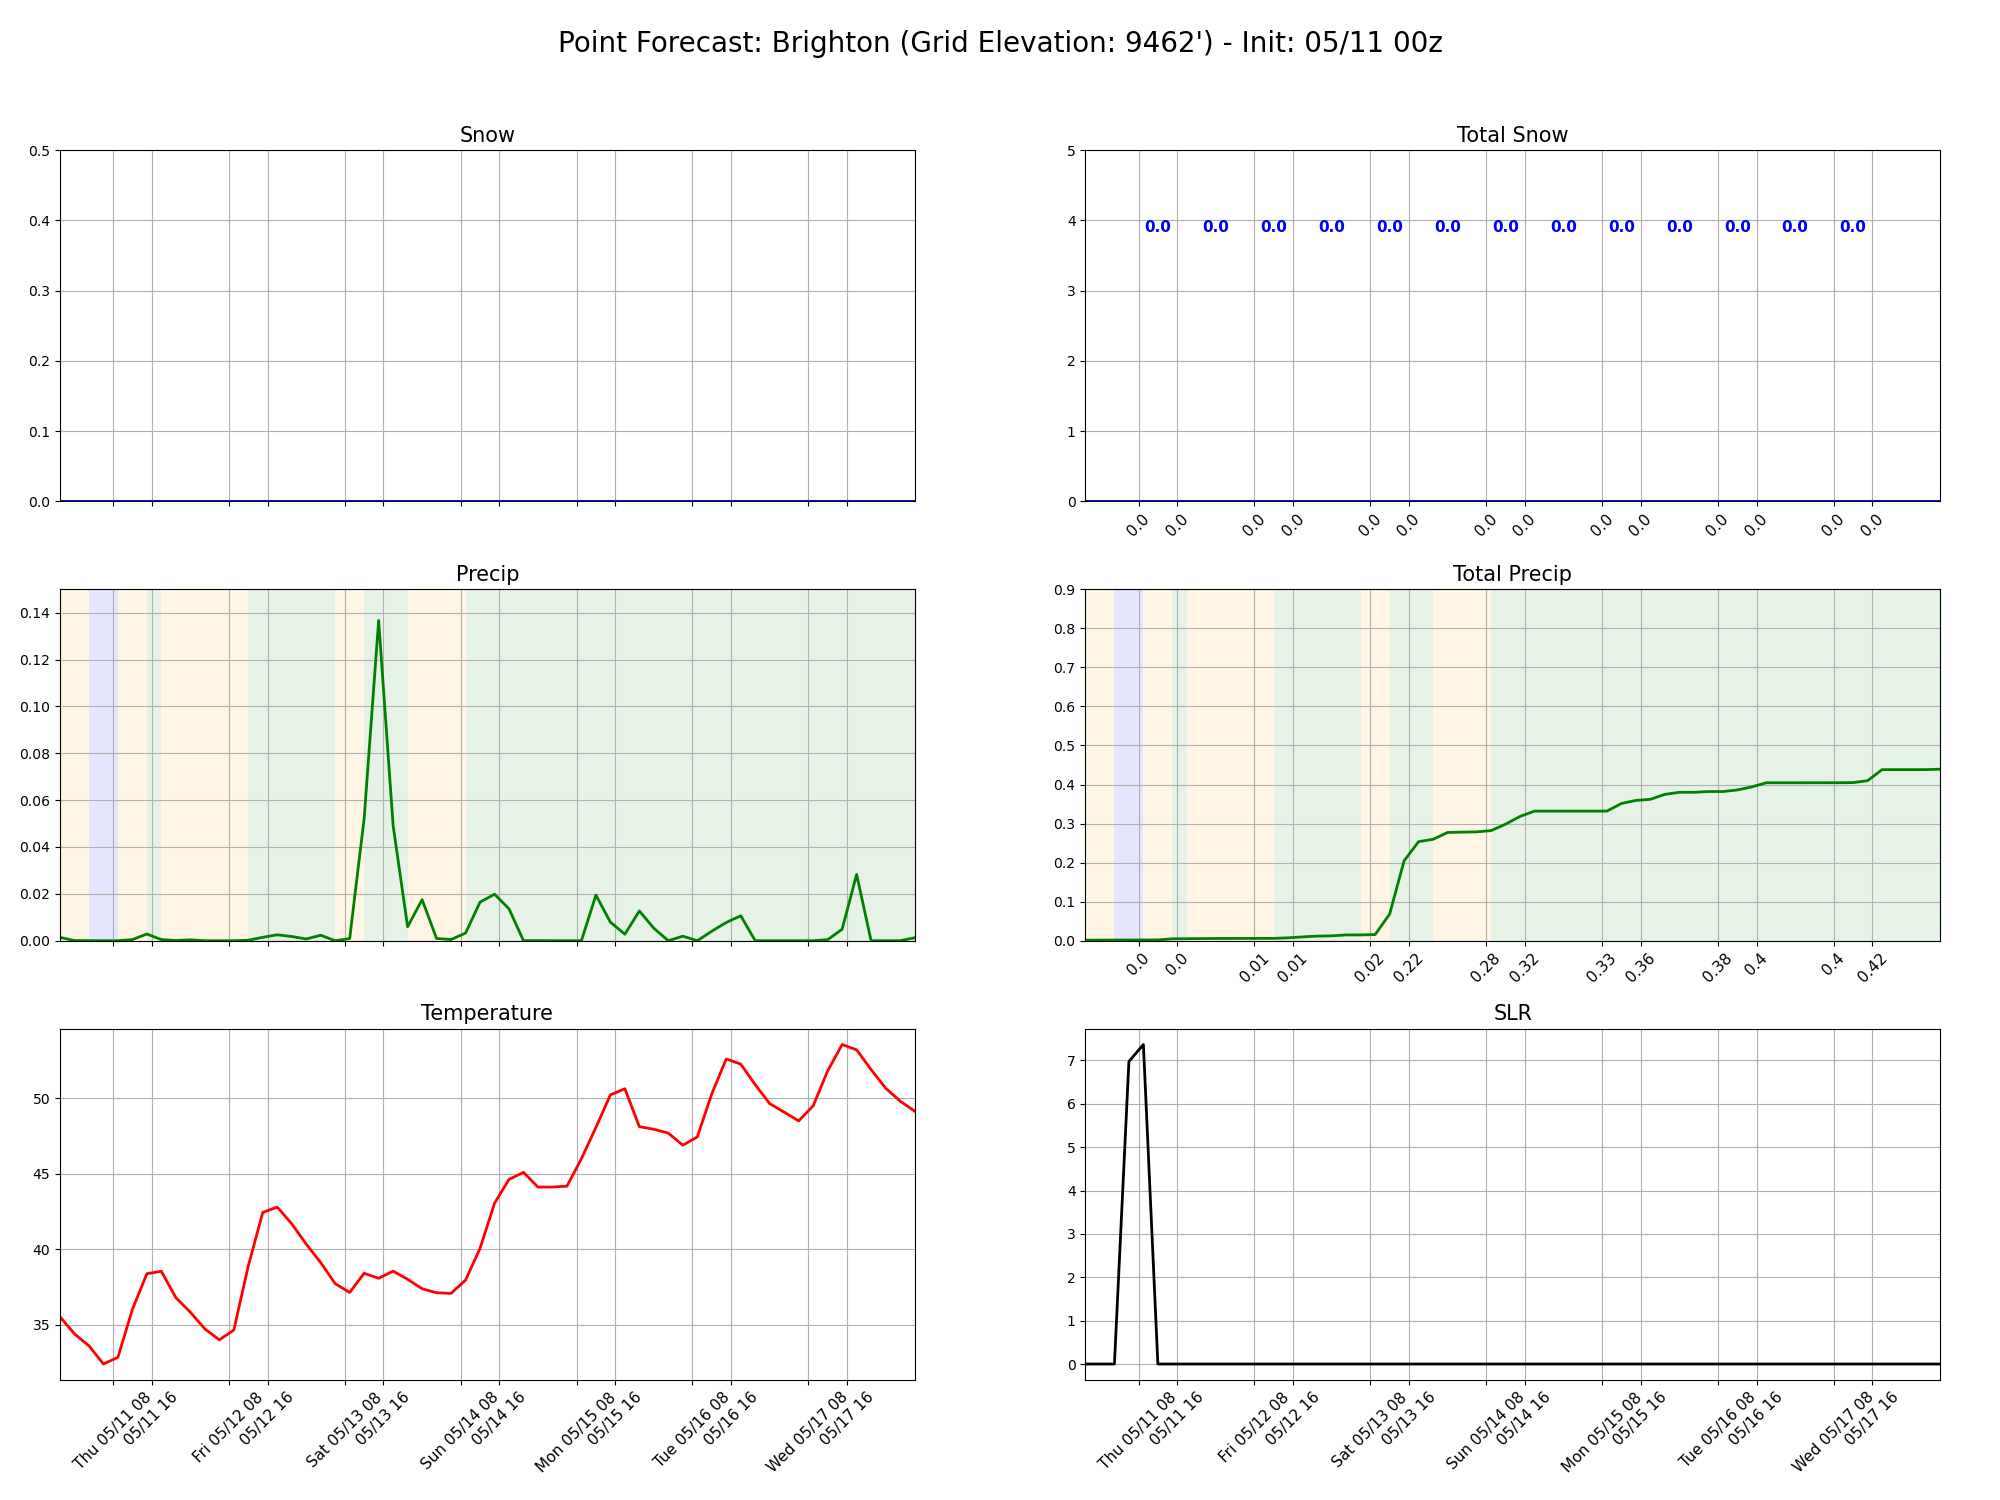 Point Forecast: Brighton (Grid Elevation: 9462') - Init: 05/11 00z
Snow
0.5
0.4
0.3
0.2
0.1
0.0
Total Snow
5
4
3
2
1
0
0.0 0.0 0.0 0.0 0.0 0.0 0.0 0.0 0.0 0.0 0.0 0.0 0.0
0.0 0.0 0.0 0.0 0.0 0.0 0.0 0.0 0.0 0.0 0.0 0.0 0.0 0.0
Precip
0.14
0.12
0.10
0.08
0.06
0.04
0.02
0.00
Total Precip
0.9
0.8
0.7
0.6
0.5
0.4
0.3
0.2
0.1
0.0
0.0 0.0 0.01 0.01 0.02 0.22 0.28 0.32 0.33 0.36 0.38 0.4 0.4 0.42
Temperature
50
45
40
35
Thu 05/11 08
05/11 16
Fri 05/12 08
05/12 16
Sat 05/13 08
05/13 16
Sun 05/14 08
05/14 16
Mon 05/15 08
05/15 16
Tue 05/16 08
05/16 16
Wed 05/17 08
05/17 16
SLR
7
6
5
4
3
2
1
0
Thu 05/11 08
05/11 16
Fri 05/12 08
05/12 16
Sat 05/13 08
05/13 16
Sun 05/14 08
05/14 16
Mon 05/15 08
05/15 16
Tue 05/16 08
05/16 16
Wed 05/17 08
05/17 16